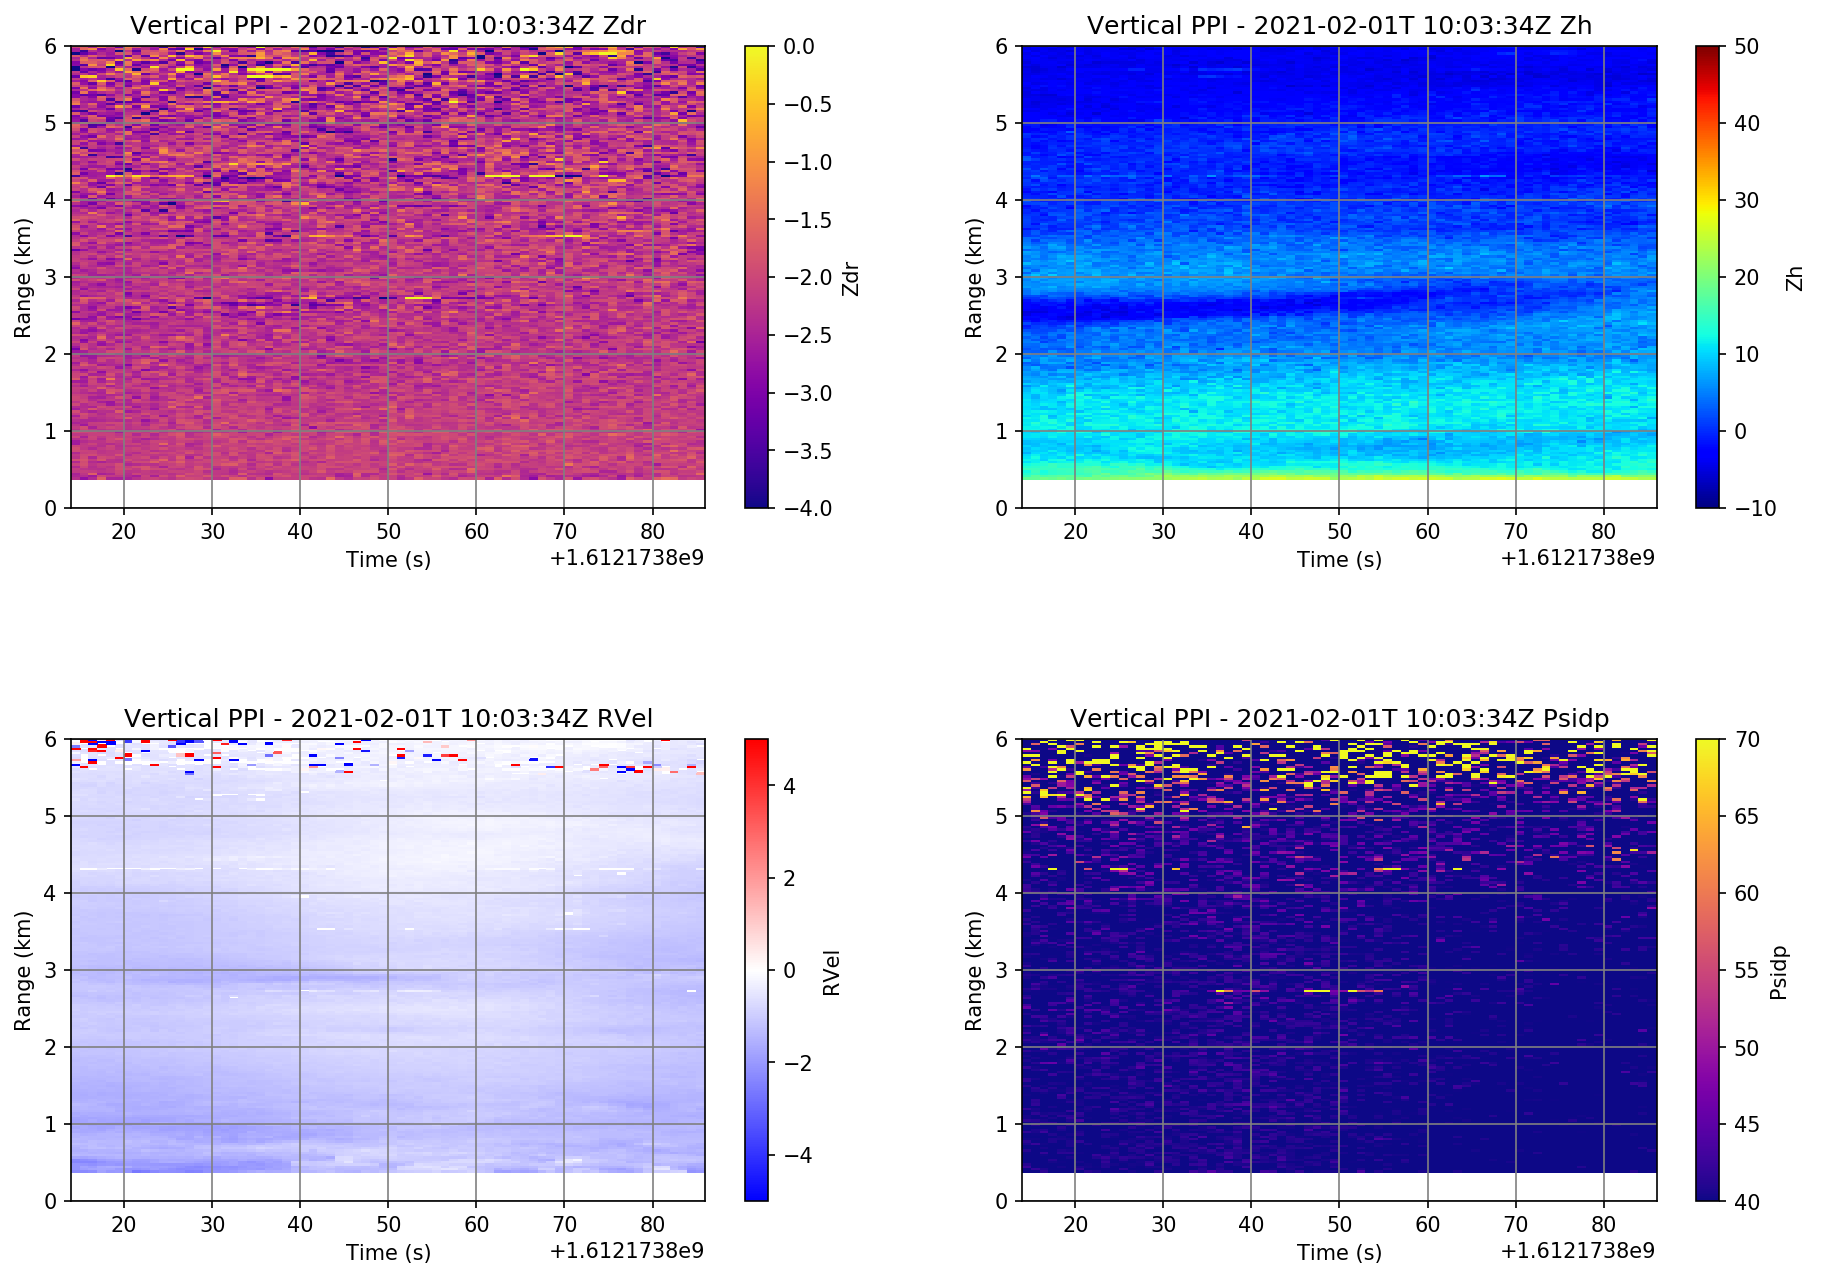 Vertical PPI - 2021-02-01T 10:03:34Z Zdr
6
5
4
3
2
1
0
Range (km)
20 30 40 50 60 70 80
Time (s)
+1.6121738e9
0.0
−0.5
−1.0
−1.5
−2.0
−2.5
−3.0
−3.5
−4.0
Zdr
Vertical PPI - 2021-02-01T 10:03:34Z Zh
6
5
4
3
2
1
0
Range (km)
20 30 40 50 60 70 80
Time (s)
+1.6121738e9
50
40
30
20
10
0
−10
Zh
Vertical PPI - 2021-02-01T 10:03:34Z RVel
6
5
4
3
2
1
0
Range (km)
20 30 40 50 60 70 80
Time (s)
+1.6121738e9
4
2
0
−2
−4
RVel
Vertical PPI - 2021-02-01T 10:03:34Z Psidp
6
5
4
3
2
1
0
Range (km)
20 30 40 50 60 70 80
Time (s)
+1.6121738e9
70
65
60
55
50
45
40
Psidp